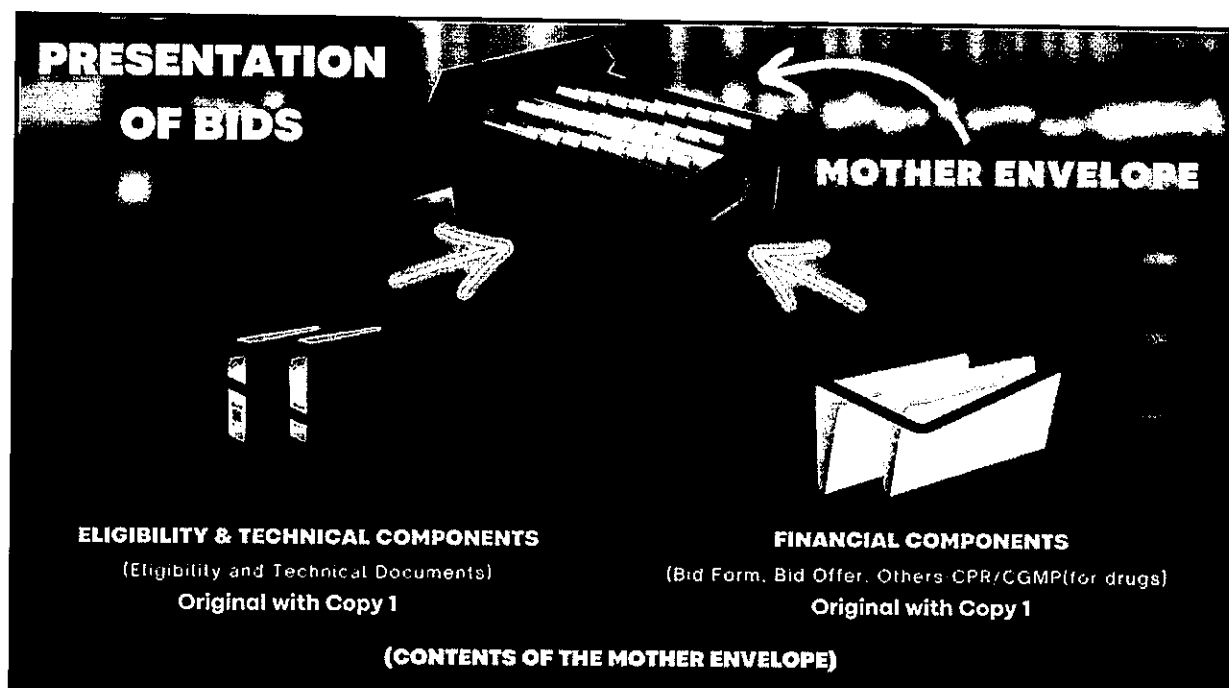 PRESENTATION
OF BIDS
MOTHER ENVELOPE
ELIGIBILITY & TECHNICAL COMPONENTS
(Eligibility and Technical Documents)
Original with Copy 1
FINANCIAL COMPONENTS
(Bid Form, Bid Offer, Others-CPR/CGMP(for drugs)
Original with Copy 1
(CONTENTS OF THE MOTHER ENVELOPE)